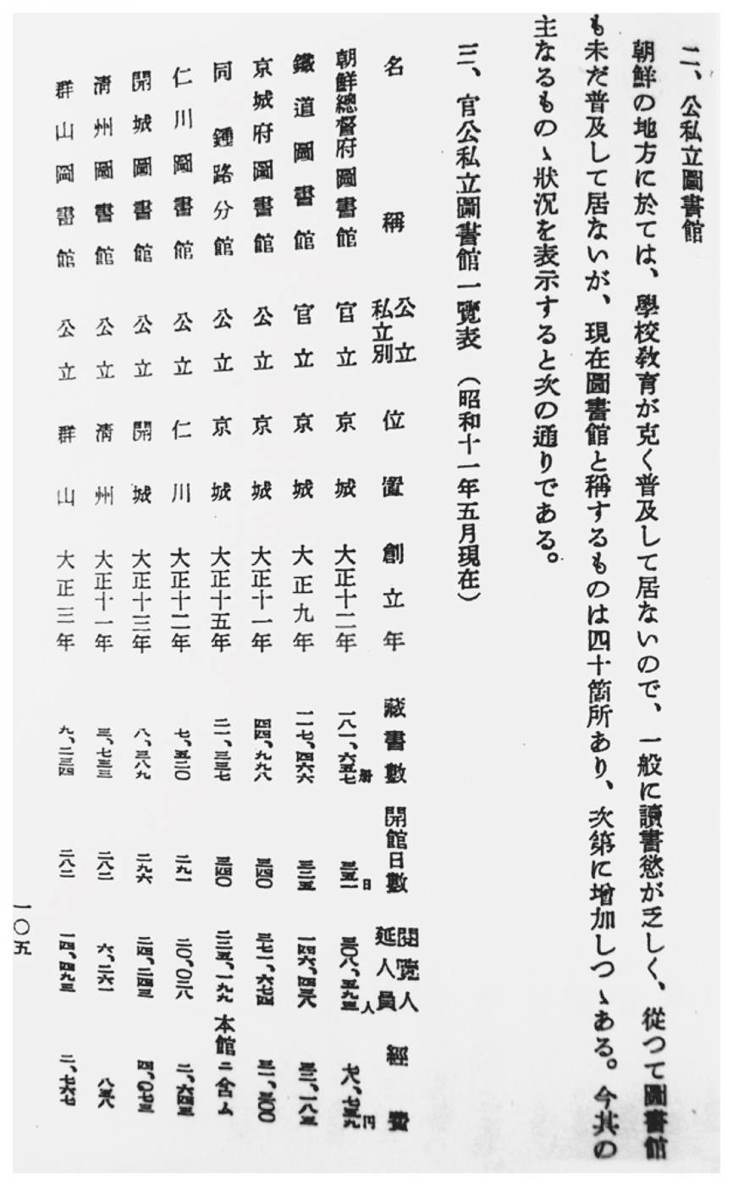 二、公私立圖書館
朝鮮の地方に於ては、學校敎育が克く普及して居ないので、一般に讀書慾が乏しく、從つて圖書館
も未だ普及して居ないが、現在圖書館と稱するものは四十箇所あり、次第に增加しつゝある。今其の
主なるものゝ狀況を表示すると次の通りである。
三、官公私立圖書館一覽表 (昭和十一年五月現在)
名稱 公立私立別 位置 創立年 藏書數 開館日數 閱覽人延人員 經費
朝鮮總督府圖書館 官立 京城 大正十二年 一八一、六五七冊 三五一日 三〇八、五九三人 円
鐵道圖書館 官立 京城 大正九年 一一七、四六六 三二五 一四六、四三八 三三、一八三
京城府圖書館 公立 京城 大正十一年 四四、九九八 三四〇 三七一、六七四 三一、三〇〇
同鍾路分館 公立 京城 大正十五年 二一、三三七 三四〇 二三五、一九九 本館ニ含ム
仁川圖書館 公立 仁川 大正十二年 七、五二〇 二九一 二〇、〇三八 二、六四三
開城圖書館 公立 開城 大正十三年 八、三八九 二九六 二四、二四三 四、〇七三
淸州圖書館 公立 淸州 大正十一年 三、七三三 二八二 六、二六一 八五八
群山圖書館 公立 群山 大正三年 九、二三四 二八二 一四、四九三 二、七六七
一〇五